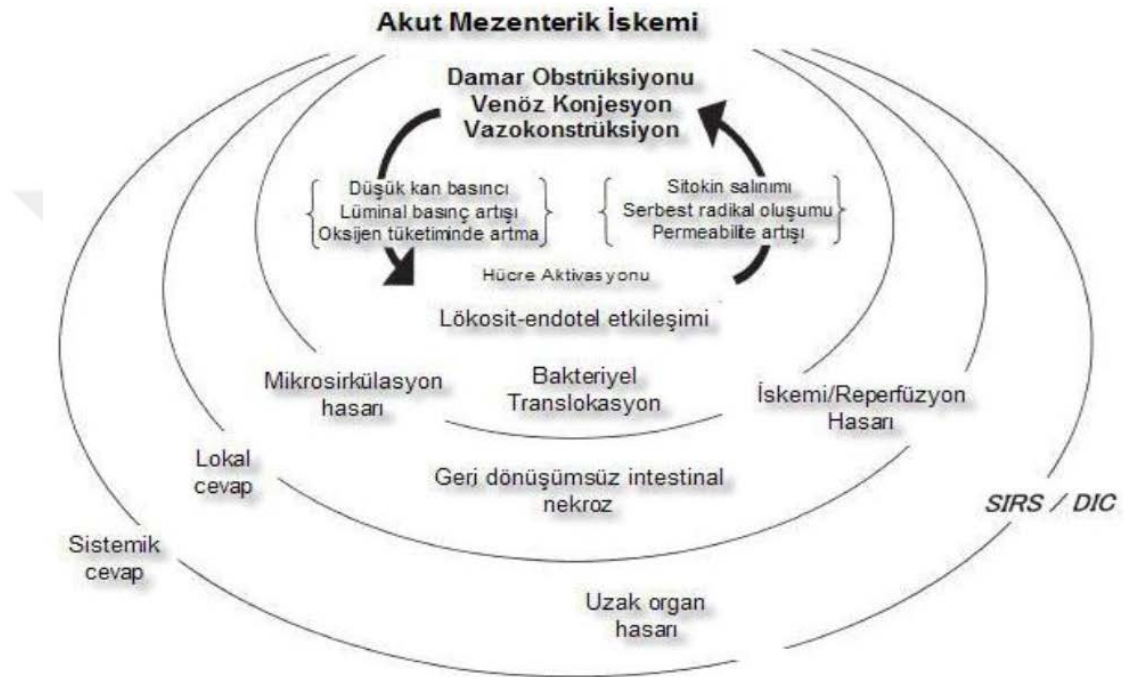 Akut Mezenterik İskemi
Damar Obstrüksiyonu
Venöz Konjesyon
Vazokonstrüksiyon
Düşük kan basıncı
Lüminal basınç artışı
Oksijen tüketiminde artma
Sitokin salınımı
Serbest radikal oluşumu
Permeabilite artışı
Hücre Aktivasyonu
Lökosit-endotel etkileşimi
Mikrosirkülasyon
hasarı
Bakteriyel
Translokasyon
İskemi/Reperfüzyon
Hasarı
Lokal
cevap
Geri dönüşümsüz intestinal
nekroz
SIRS / DIC
Sistemik
cevap
Uzak organ
hasarı